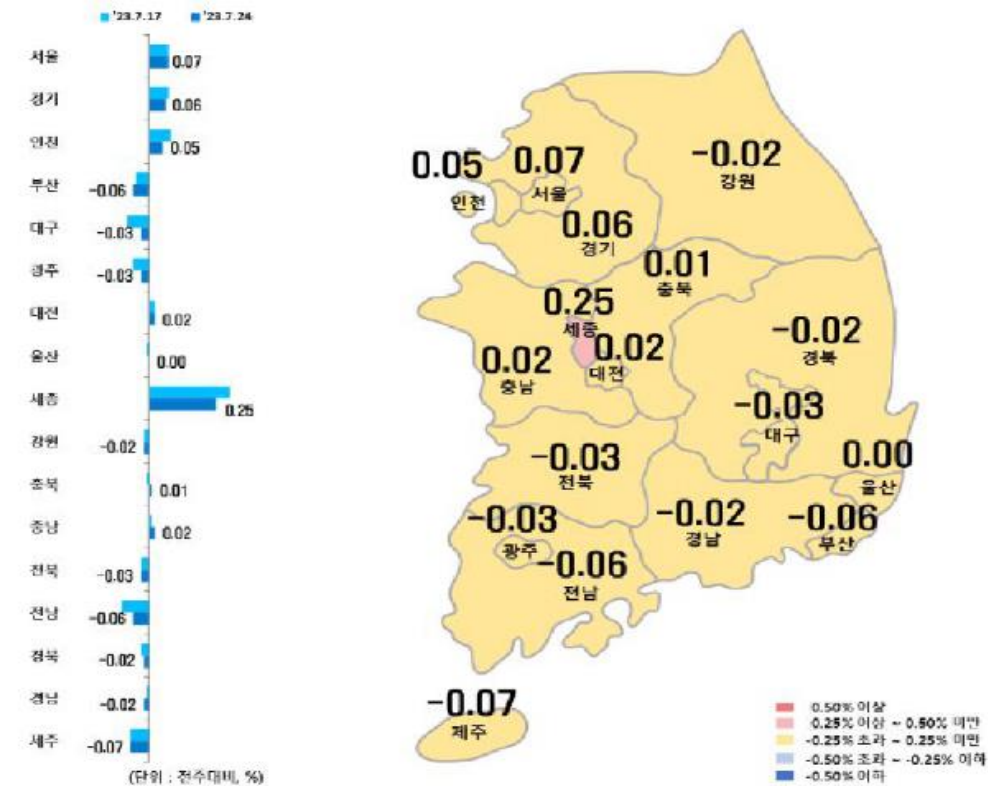 '23.7.17 '23.7.24
서울 0.07
경기 0.06
인천 0.05
부산 -0.06
대구 -0.03
광주 -0.03
대전 0.02
울산 0.00
세종 0.25
강원 -0.02
충북 0.01
충남 0.02
전북 -0.03
전남 -0.06
경북 -0.02
경남 -0.02
제주 -0.07
(단위 : 전주대비, %)
0.05
인천
0.07
서울
-0.02
강원
0.06
경기
0.01
충북
0.25
세종
0.02
대전
0.02
충남
-0.02
경북
-0.03
대구
0.00
울산
-0.03
전북
-0.02
경남
-0.06
부산
-0.03
광주
-0.06
전남
-0.07
제주
0.50% 이상
0.25% 이상 ~ 0.50% 미만
-0.25% 초과 ~ 0.25% 미만
-0.50% 초과 ~ -0.25% 이하
-0.50% 이하